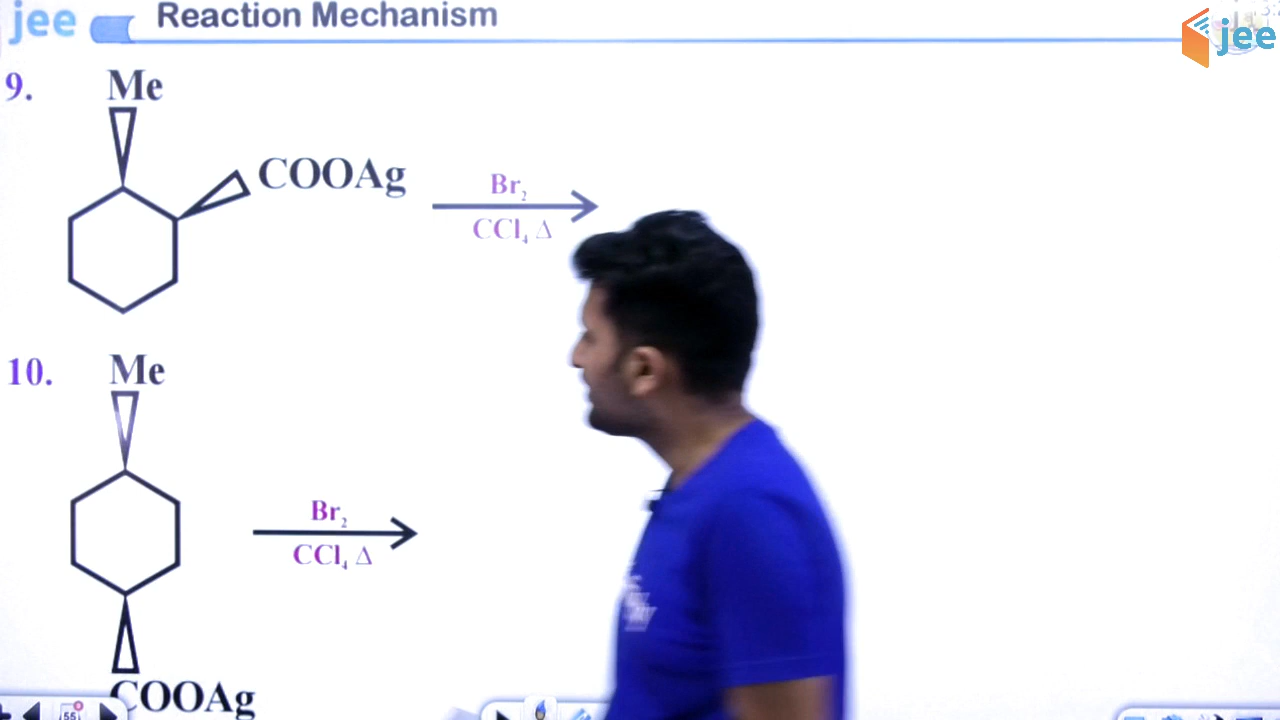 jee
Reaction Mechanism
jee
9.
Me
COOAg
Br₂
CCl₄ Δ
10.
Me
Br₂
CCl₄ Δ
COOAg
55